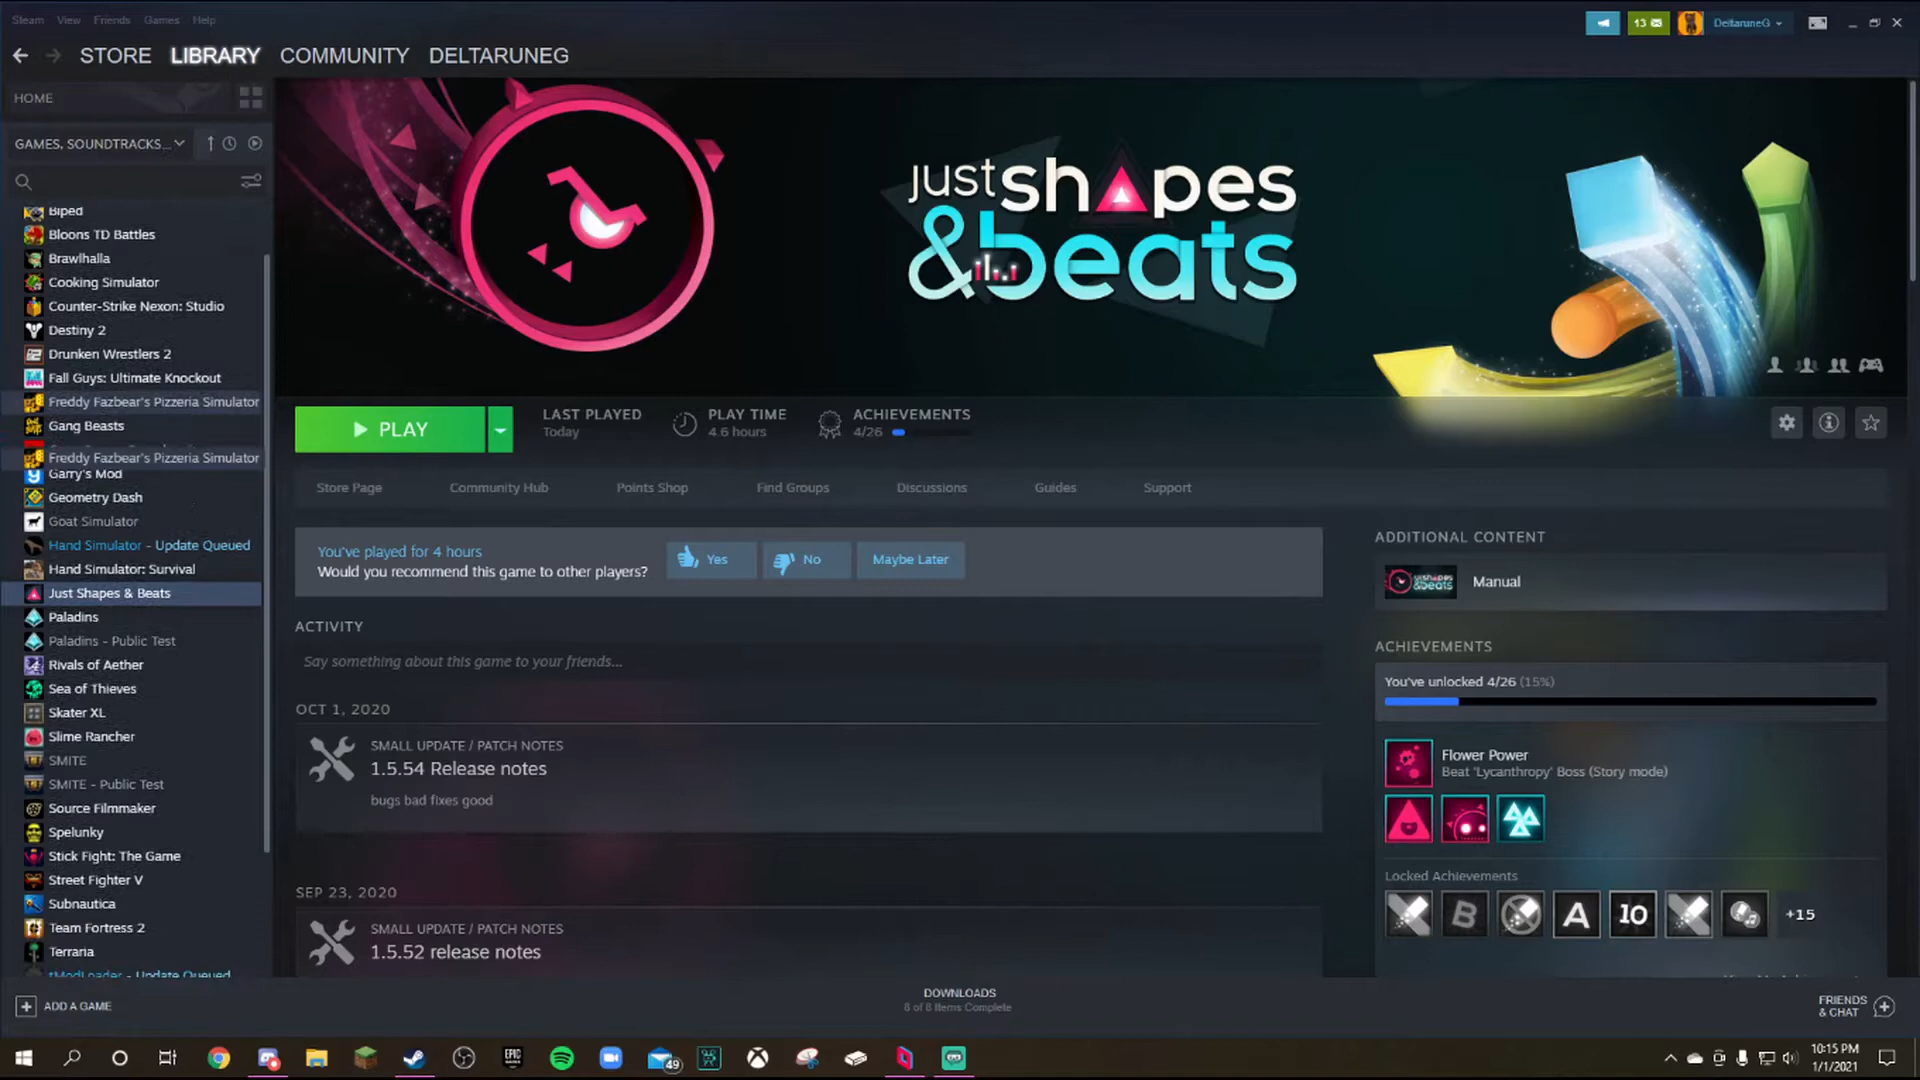 Steam View Friends Games Help
13
DeltaruneG
STORE LIBRARY COMMUNITY DELTARUNEG
HOME
GAMES, SOUNDTRACKS...
Biped
Bloons TD Battles
Brawlhalla
Cooking Simulator
Counter-Strike Nexon: Studio
Destiny 2
Drunken Wrestlers 2
Fall Guys: Ultimate Knockout
Freddy Fazbear's Pizzeria Simulator
Gang Beasts
Freddy Fazbear's Pizzeria Simulator
Garry's Mod
Geometry Dash
Goat Simulator
Hand Simulator - Update Queued
Hand Simulator: Survival
Just Shapes & Beats
Paladins
Paladins - Public Test
Rivals of Aether
Sea of Thieves
Skater XL
Slime Rancher
SMITE
SMITE - Public Test
Source Filmmaker
Spelunky
Stick Fight: The Game
Street Fighter V
Subnautica
Team Fortress 2
Terraria
tModLoader - Update Queued
ADD A GAME
just shapes
&beats
PLAY
LAST PLAYED
Today
PLAY TIME
4.6 hours
ACHIEVEMENTS
4/26
Store Page Community Hub Points Shop Find Groups Discussions Guides Support
You've played for 4 hours
Would you recommend this game to other players?
Yes No Maybe Later
ACTIVITY
Say something about this game to your friends...
OCT 1, 2020
SMALL UPDATE / PATCH NOTES
1.5.54 Release notes
bugs bad fixes good
SEP 23, 2020
SMALL UPDATE / PATCH NOTES
1.5.52 release notes
ADDITIONAL CONTENT
just shapes
&beats
Manual
ACHIEVEMENTS
You've unlocked 4/26 (15%)
Flower Power
Beat 'Lycanthropy' Boss (Story mode)
Locked Achievements
B A 10 +15
DOWNLOADS
8 of 8 Items Complete
FRIENDS
& CHAT
EPIC
GAMES
49
10:15 PM
1/1/2021